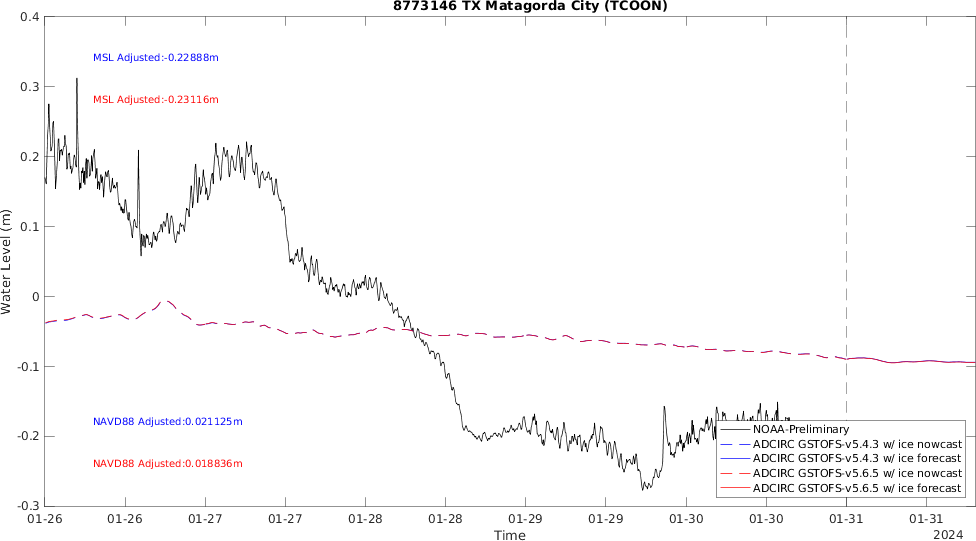 8773146 TX Matagorda City (TCOON)
0.4
0.3
0.2
0.1
0
-0.1
-0.2
-0.3
Water Level (m)
MSL Adjusted:-0.22888m
MSL Adjusted:-0.23116m
NAVD88 Adjusted:0.021125m
NAVD88 Adjusted:0.018836m
NOAA-Preliminary
ADCIRC GSTOFS-v5.4.3 w/ ice nowcast
ADCIRC GSTOFS-v5.4.3 w/ ice forecast
ADCIRC GSTOFS-v5.6.5 w/ ice nowcast
ADCIRC GSTOFS-v5.6.5 w/ ice forecast
01-26 01-26 01-27 01-27 01-28 01-28 01-29 01-29 01-30 01-30 01-31 01-31
Time
2024